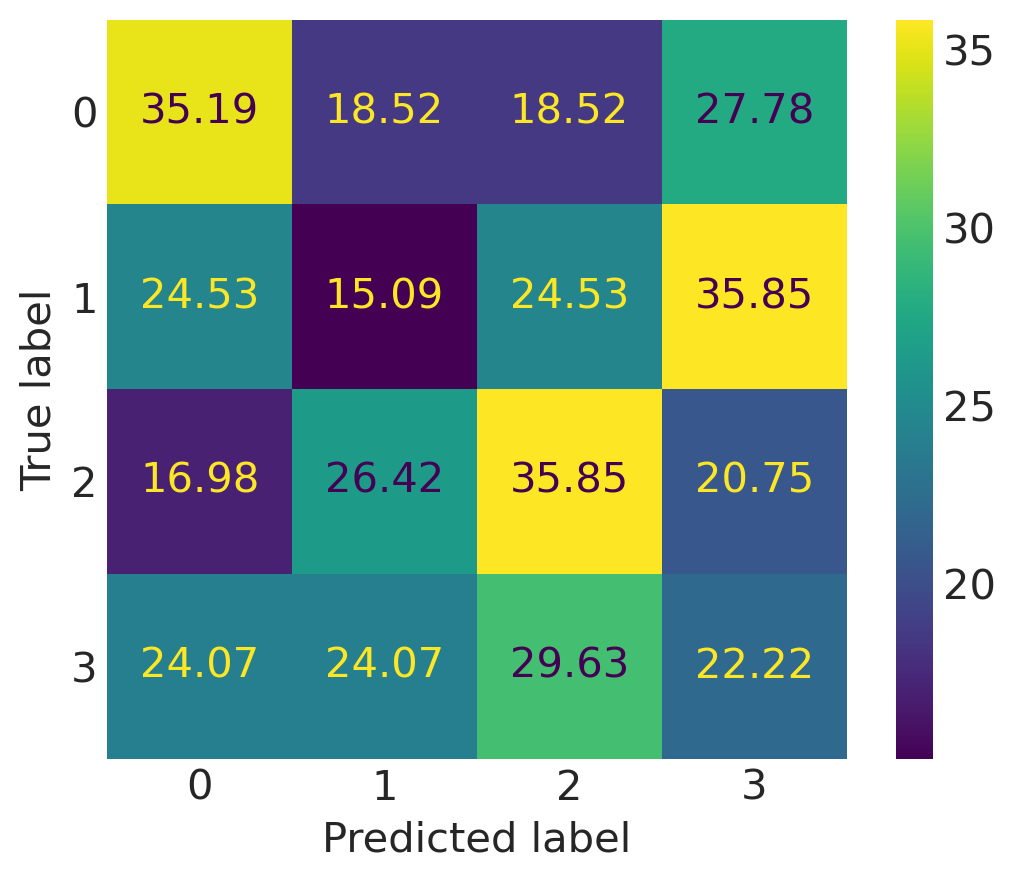 35
0 35.19 18.52 18.52 27.78
30
1 24.53 15.09 24.53 35.85
25
2 16.98 26.42 35.85 20.75
20
3 24.07 24.07 29.63 22.22
0 1 2 3
Predicted label
True label